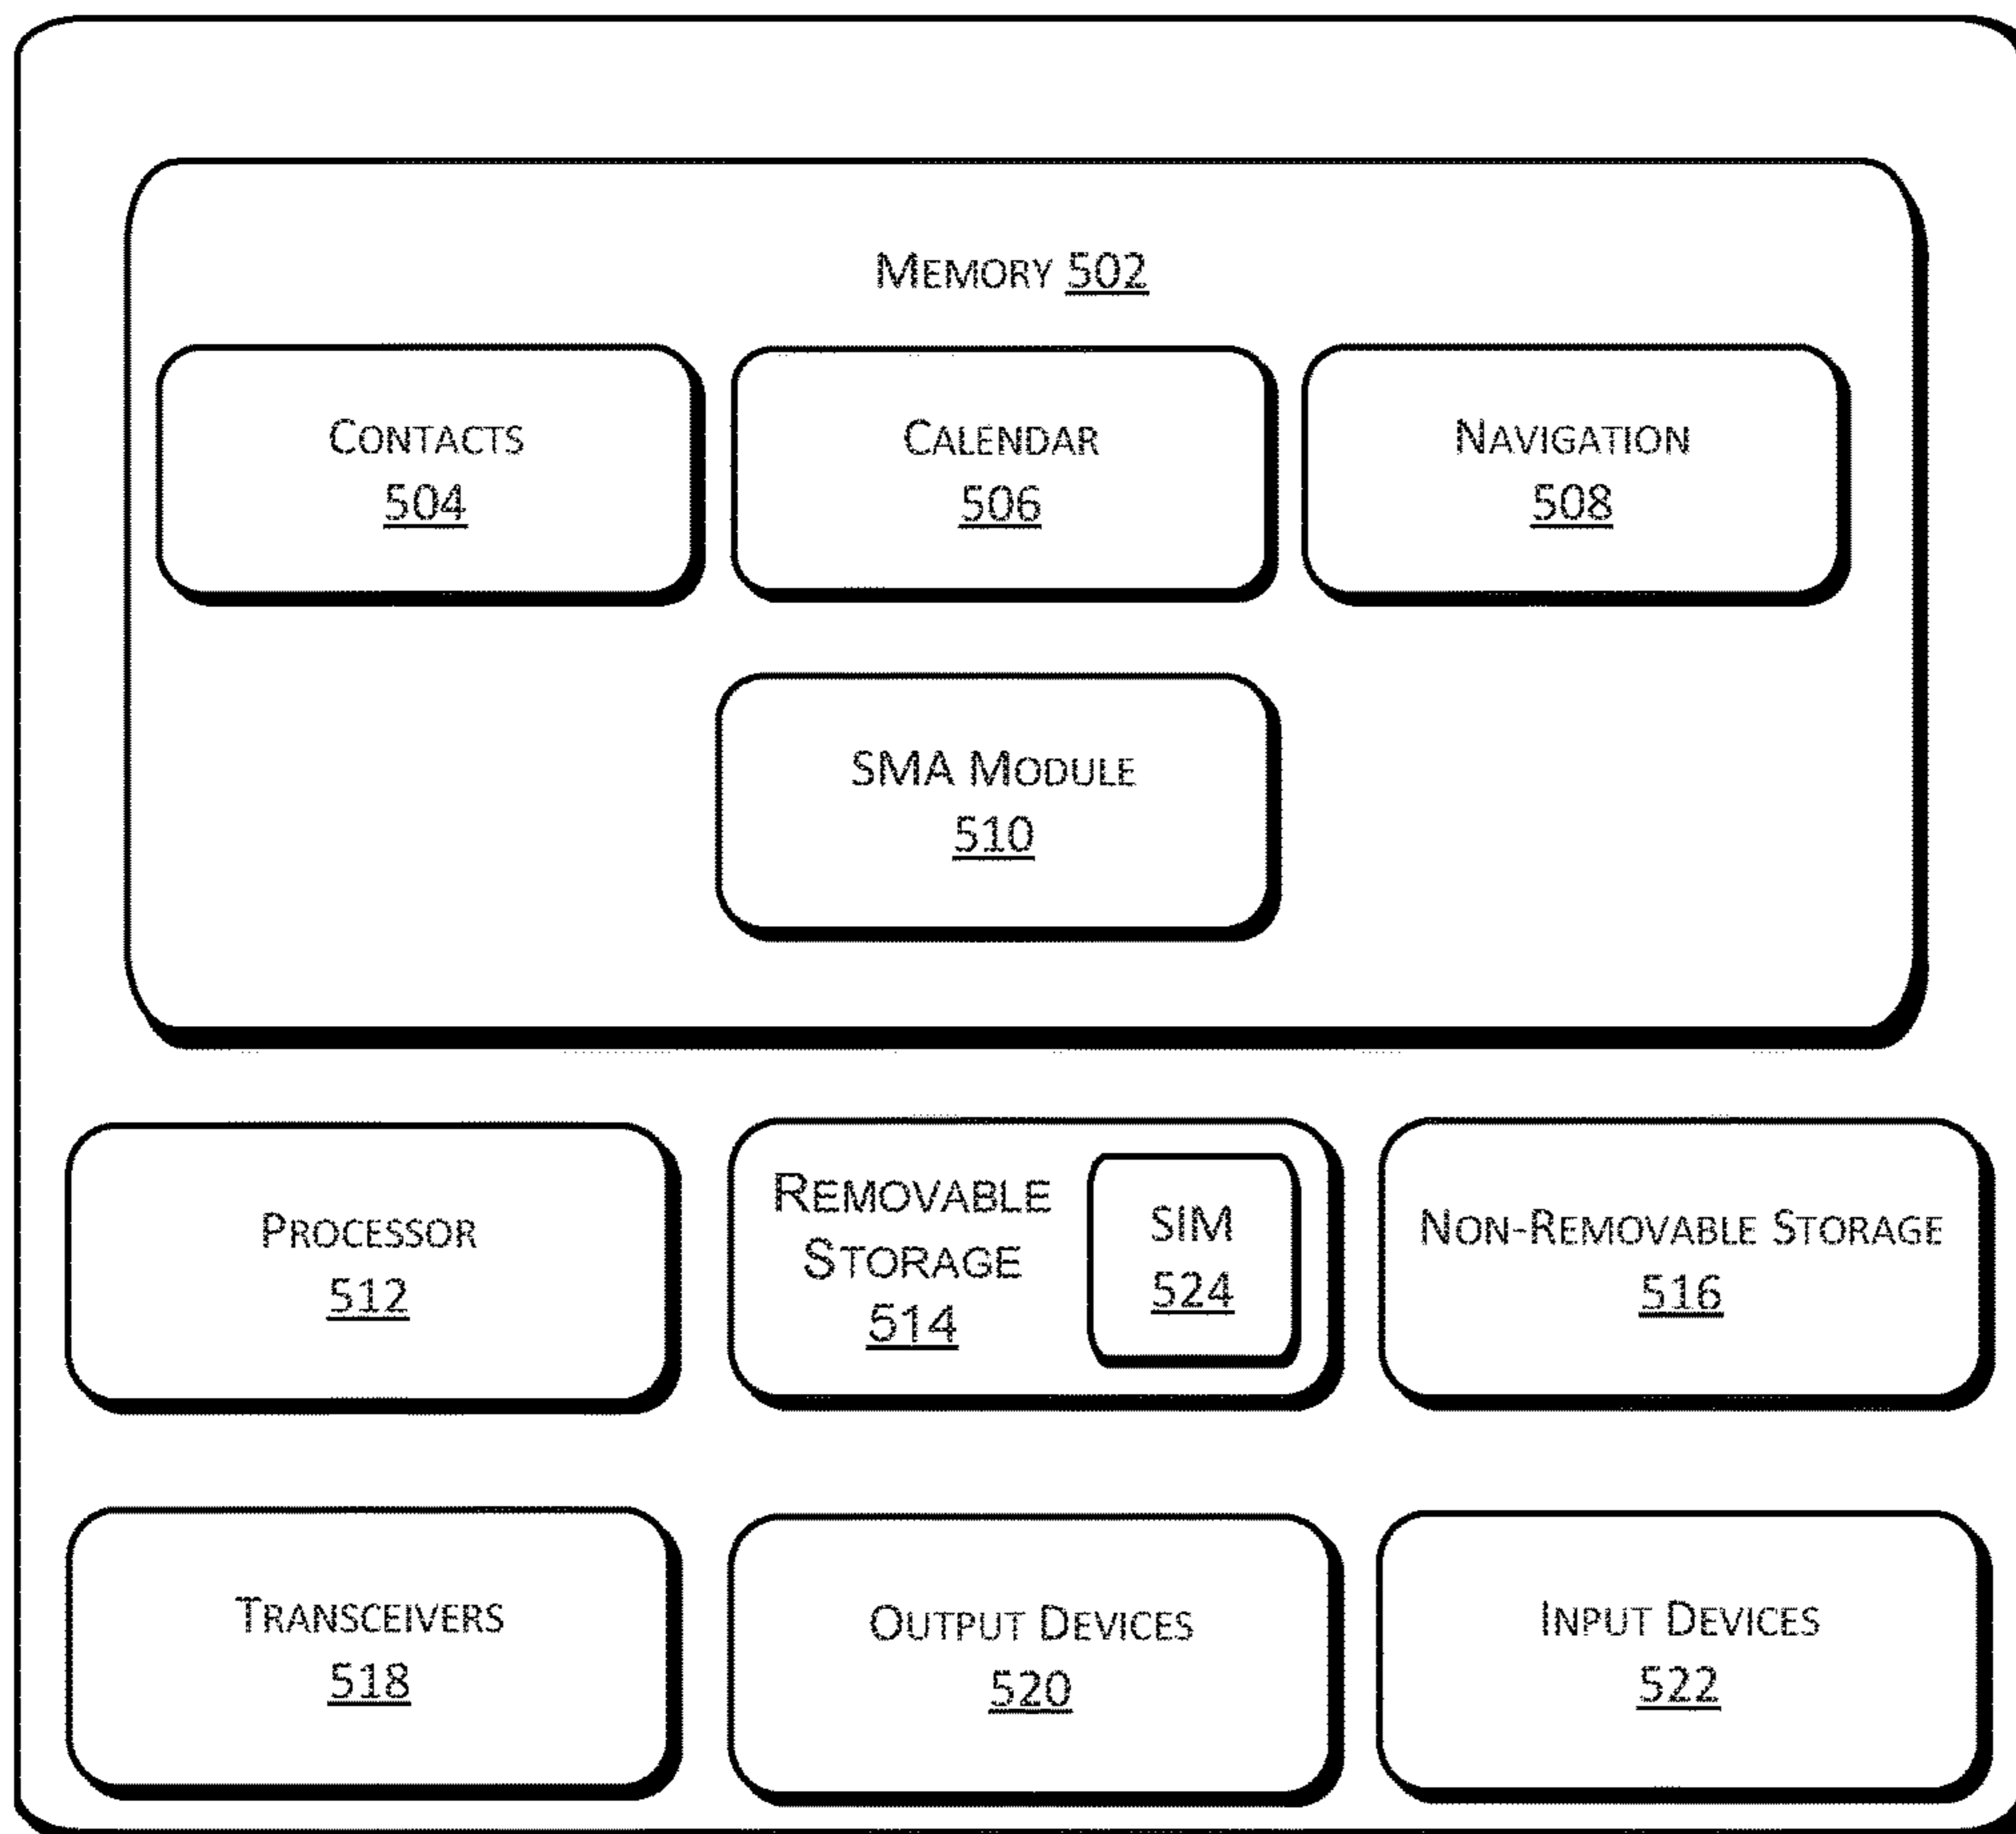 MEMORY 502
CONTACTS
504
CALENDAR
506
NAVIGATION
508
SMA MODULE
510
PROCESSOR
512
REMOVABLE
STORAGE
514
SIM
524
NON-REMOVABLE STORAGE
516
TRANSCEIVERS
518
OUTPUT DEVICES
520
INPUT DEVICES
522